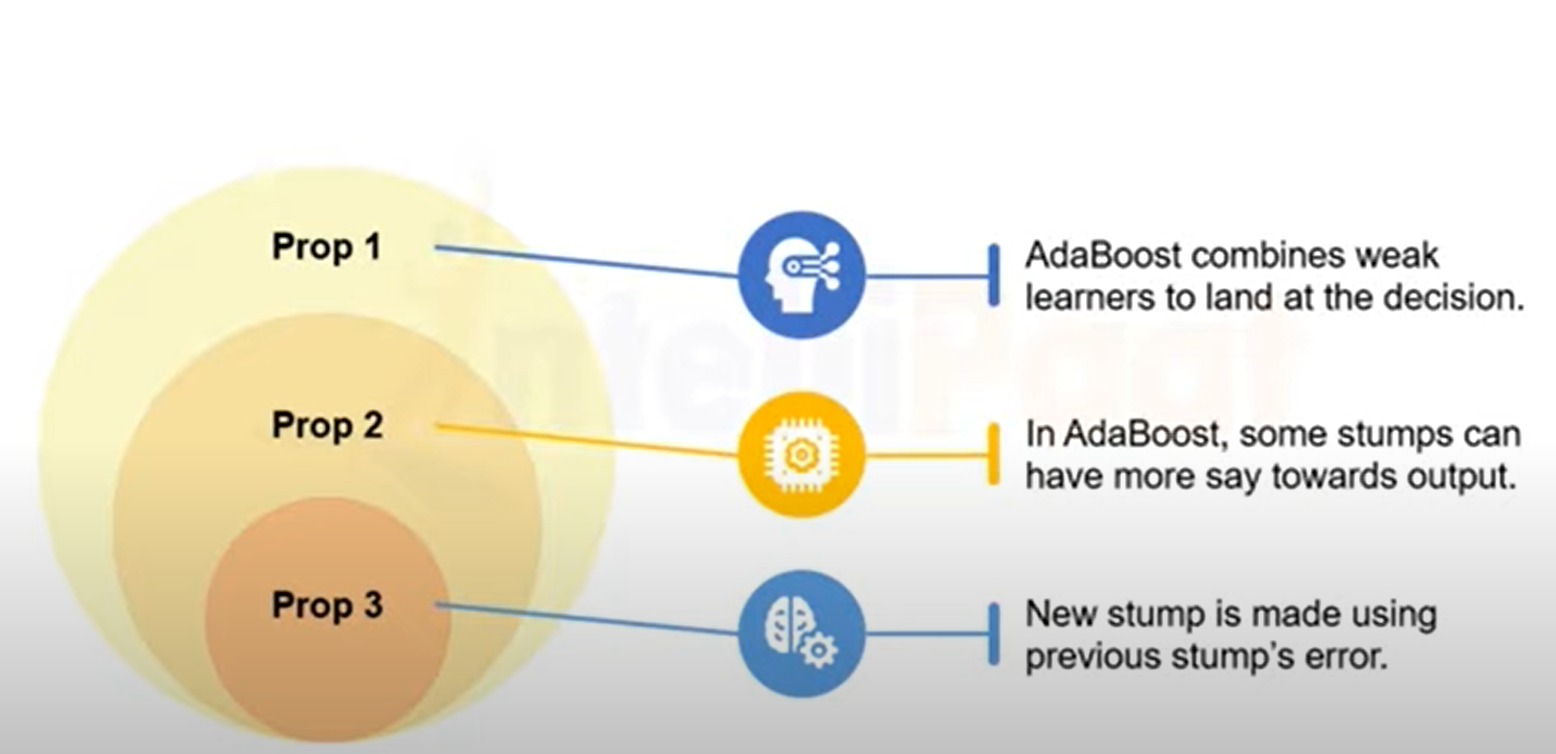 Prop 1
AdaBoost combines weak
learners to land at the decision.
Prop 2
In AdaBoost, some stumps can
have more say towards output.
Prop 3
New stump is made using
previous stump's error.
IntelliPaat